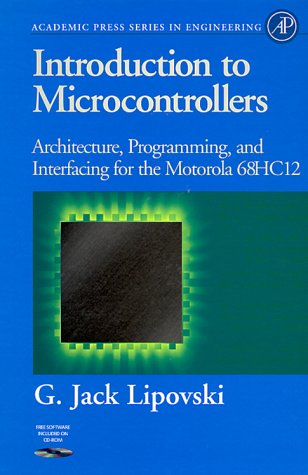 ACADEMIC PRESS SERIES IN ENGINEERING
AP
Introduction to
Microcontrollers
Architecture, Programming, and
Interfacing for the Motorola 68HC12
G. Jack Lipovski
FREE SOFTWARE
INCLUDED ON
CD-ROM